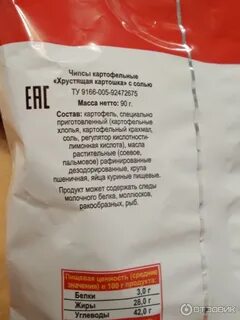 Чипсы картофельные
«Хрустящая картошка» с солью
ТУ 9166-005-92472675
Масса нетто: 90 г.
EAC
Состав: картофель, специально
приготовленный (картофельные
хлопья, картофельный крахмал,
соль, регулятор кислотности-
лимонная кислота), масла
растительные (соевое,
пальмовое) рафинированные
дезодорированные, крупа
пшеничная, яйца куриные пищевые.
Продукт может содержать следы
молочного белка, моллюсков,
ракообразных, рыб.
Пищевая ценность (средние
значения) в 100 г продукта:
Белки 3,0 г
Жиры 28,0 г
Углеводы 42,0 г
ОТЗОВИК